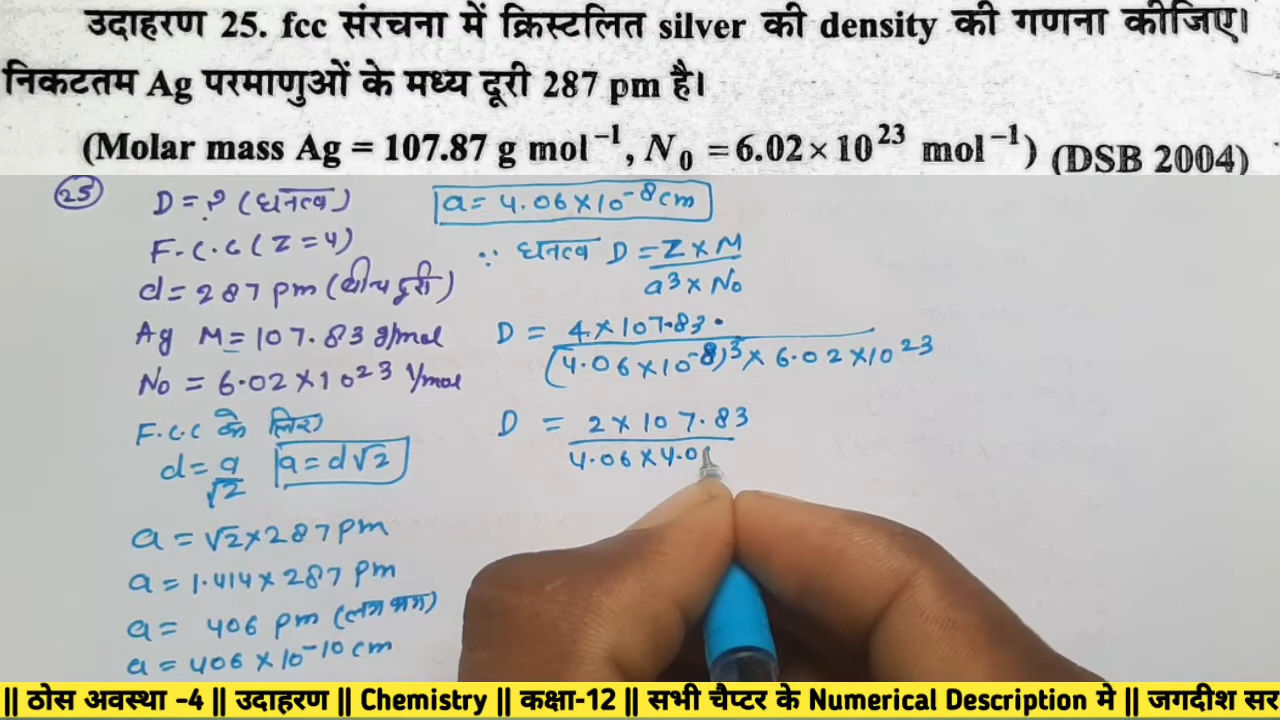 उदाहरण 25. fcc संरचना में क्रिस्टलित silver की density की गणना कीजिए।
निकटतम Ag परमाणुओं के मध्य दूरी 287 pm है।
(Molar mass Ag = 107.87 g mol⁻¹, N₀ = 6.02 × 10²³ mol⁻¹) (DSB 2004)
25
D = ? (घनत्व)
F.C.C (Z = 4)
d = 287 pm (बीच दूरी)
Ag M = 107.83 g/mol
No = 6.02 × 10²³ 1/mol
F.C.C के लिए
d = a/√2 a = d√2
a = √2 × 287 pm
a = 1.414 × 287 pm
a = 406 pm (लगभग)
a = 406 × 10⁻¹⁰ cm
a = 4.06 × 10⁻⁸ cm
∵ घनत्व D = Z × M
a³ × No
D = 4 × 107.83
(4.06 × 10⁻⁸)³ × 6.02 × 10²³
D = 2 × 107.83
4.06 × 4.0
|| ठोस अवस्था -4 || उदाहरण || Chemistry || कक्षा-12 || सभी चैप्टर के Numerical Description मे || जगदीश सर